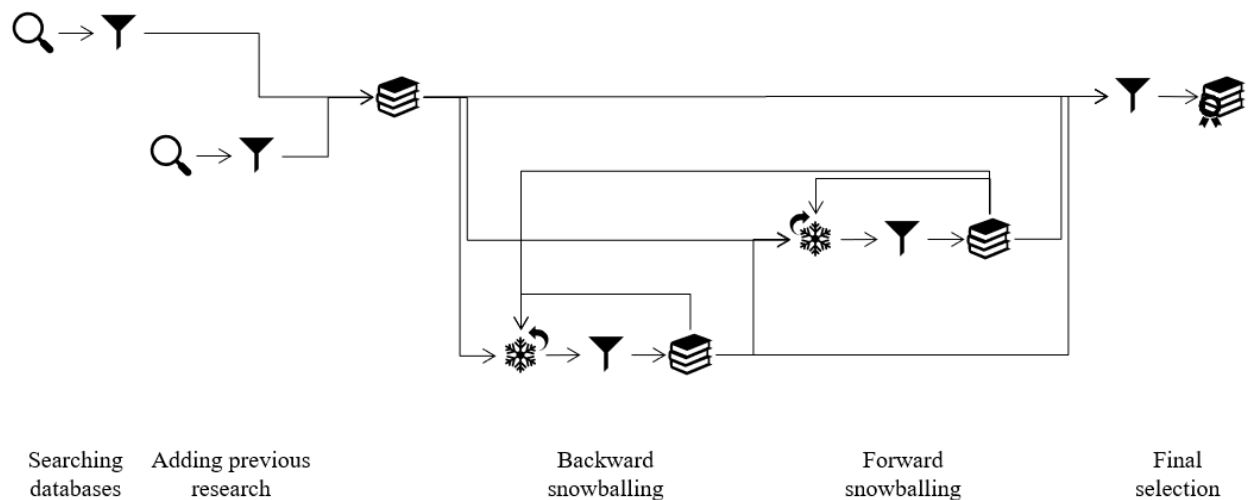 Searching
databases
Adding previous
research
Backward
snowballing
Forward
snowballing
Final
selection